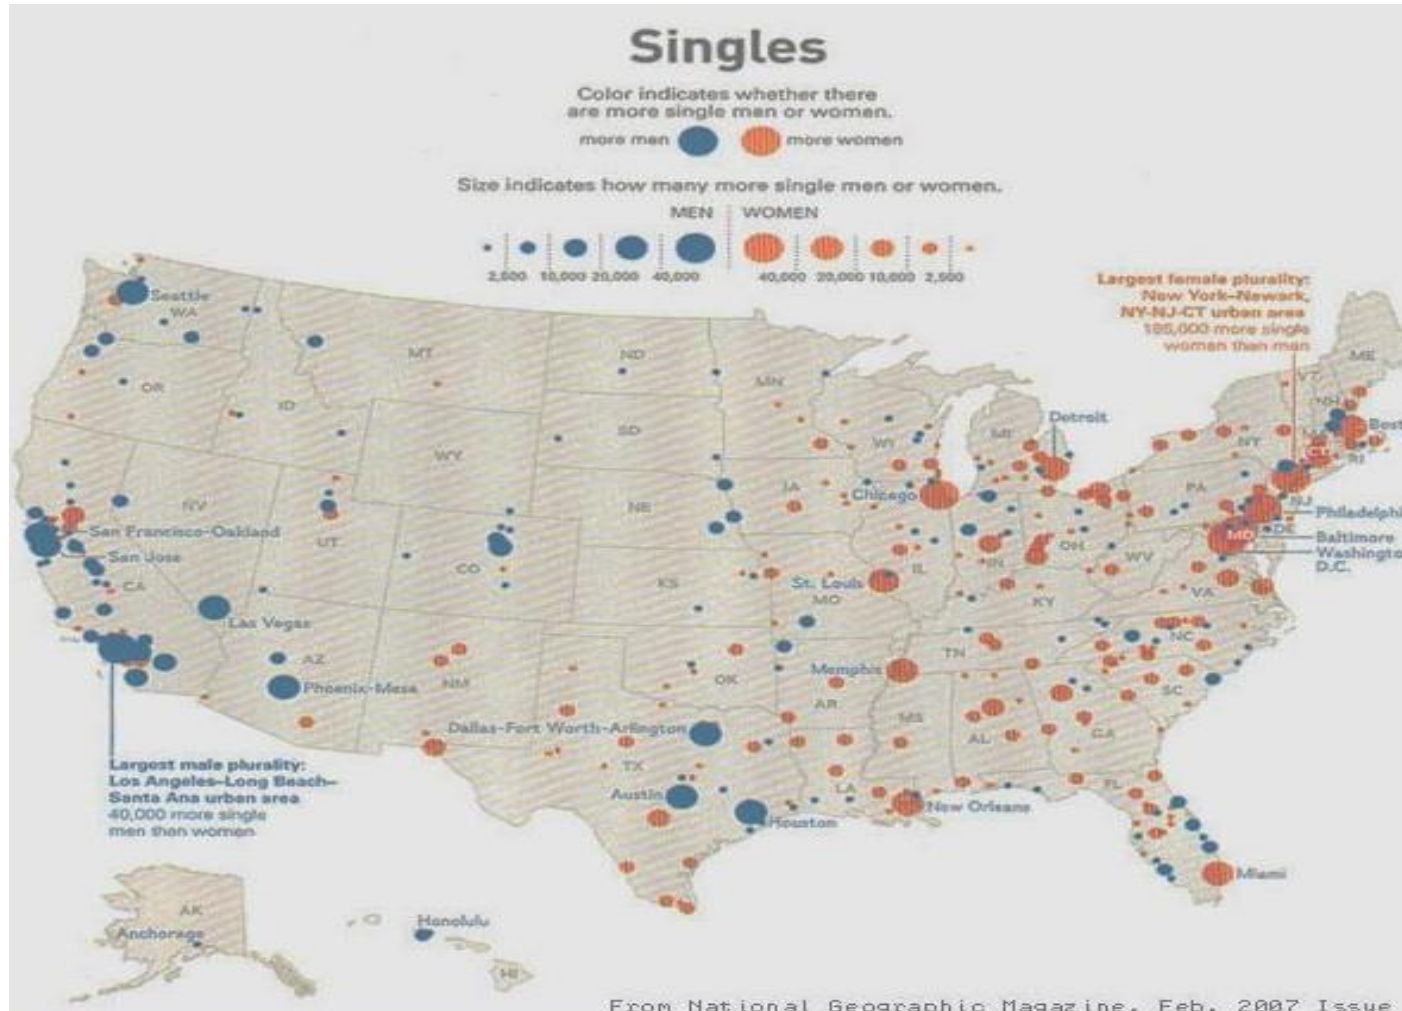 Singles
Color indicates whether there
are more single men or women.
more men
more women
Size indicates how many more single men or women.
MEN
WOMEN
2,500
10,000
20,000
40,000
40,000
20,000
10,000
2,500
Largest female plurality:
New York–Newark,
NY-NJ-CT urban area
185,000 more single
women than men
Seattle
WA
MT
ND
MN
ME
VT
NH
OR
ID
SD
WI
MI
Detroit
NY
Bost
CT
RI
WY
IA
Chicago
PA
NJ
NV
NE
Philadelphi
San Francisco-Oakland
San Jose
UT
OH
MD
DE
Baltimore
Washingto
D.C.
CA
CO
KS
St. Louis
IL
IN
WV
VA
MO
KY
Las Vegas
AZ
NM
OK
TN
NC
Memphis
Phoenix-Mesa
AR
SC
Dallas-Fort Worth-Arlington
MS
AL
GA
TX
Largest male plurality:
Los Angeles–Long Beach–
Santa Ana urban area
40,000 more single
men than women
Austin
LA
FL
Houston
New Orleans
Miami
AK
Anchorage
Honolulu
HI
From National Geographic Magazine, Feb. 2007 Issue